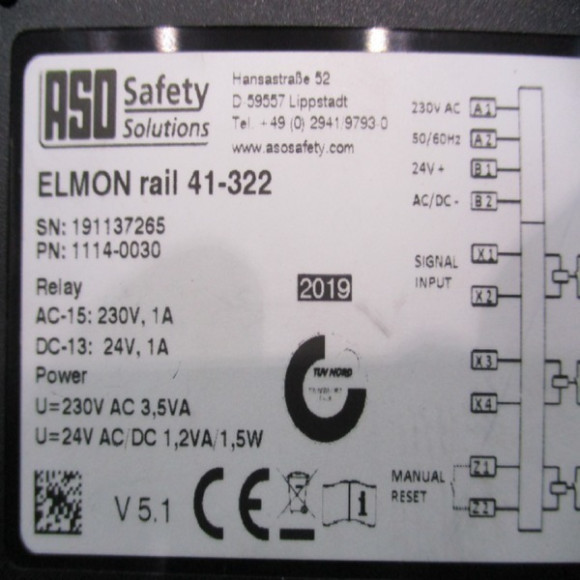 ASO Safety Solutions
Hansastraße 52
D 59557 Lippstadt
Tel. +49 (0) 2941 9793-0
www.asosafety.com
ELMON rail 41-322
SN: 191137265
PN: 1114-0030
Relay
AC-15: 230V, 1A
DC-13: 24V, 1A
Power
U=230V AC 3,5VA
U=24V AC/DC 1,2VA/1,5W
V 5.1
CE
i
2019
TÜV NORD
230V AC A1
50/60Hz A2
24V + B1
AC/DC - B2
SIGNAL INPUT
X1
X2
X3
X4
MANUAL RESET
Z1
Z2